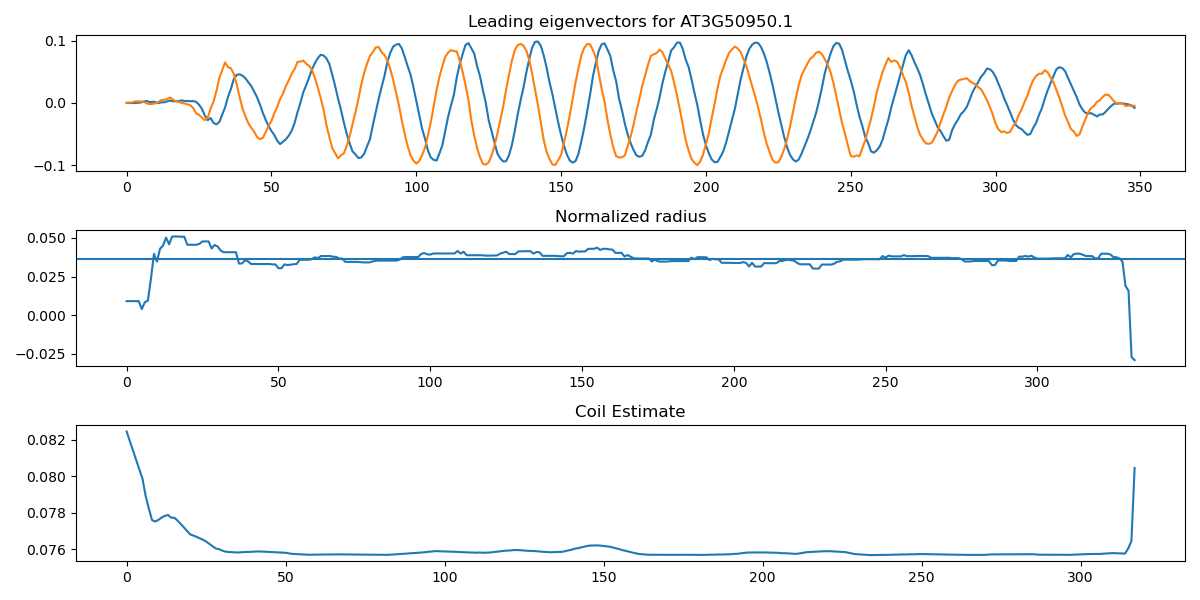 Leading eigenvectors for AT3G50950.1
0.1
0.0
−0.1
0 50 100 150 200 250 300 350
Normalized radius
0.050
0.025
0.000
−0.025
0 50 100 150 200 250 300
Coil Estimate
0.082
0.080
0.078
0.076
0 50 100 150 200 250 300